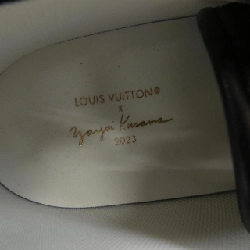 LOUIS VUITTON®
X
Yayoi Kusama
2023